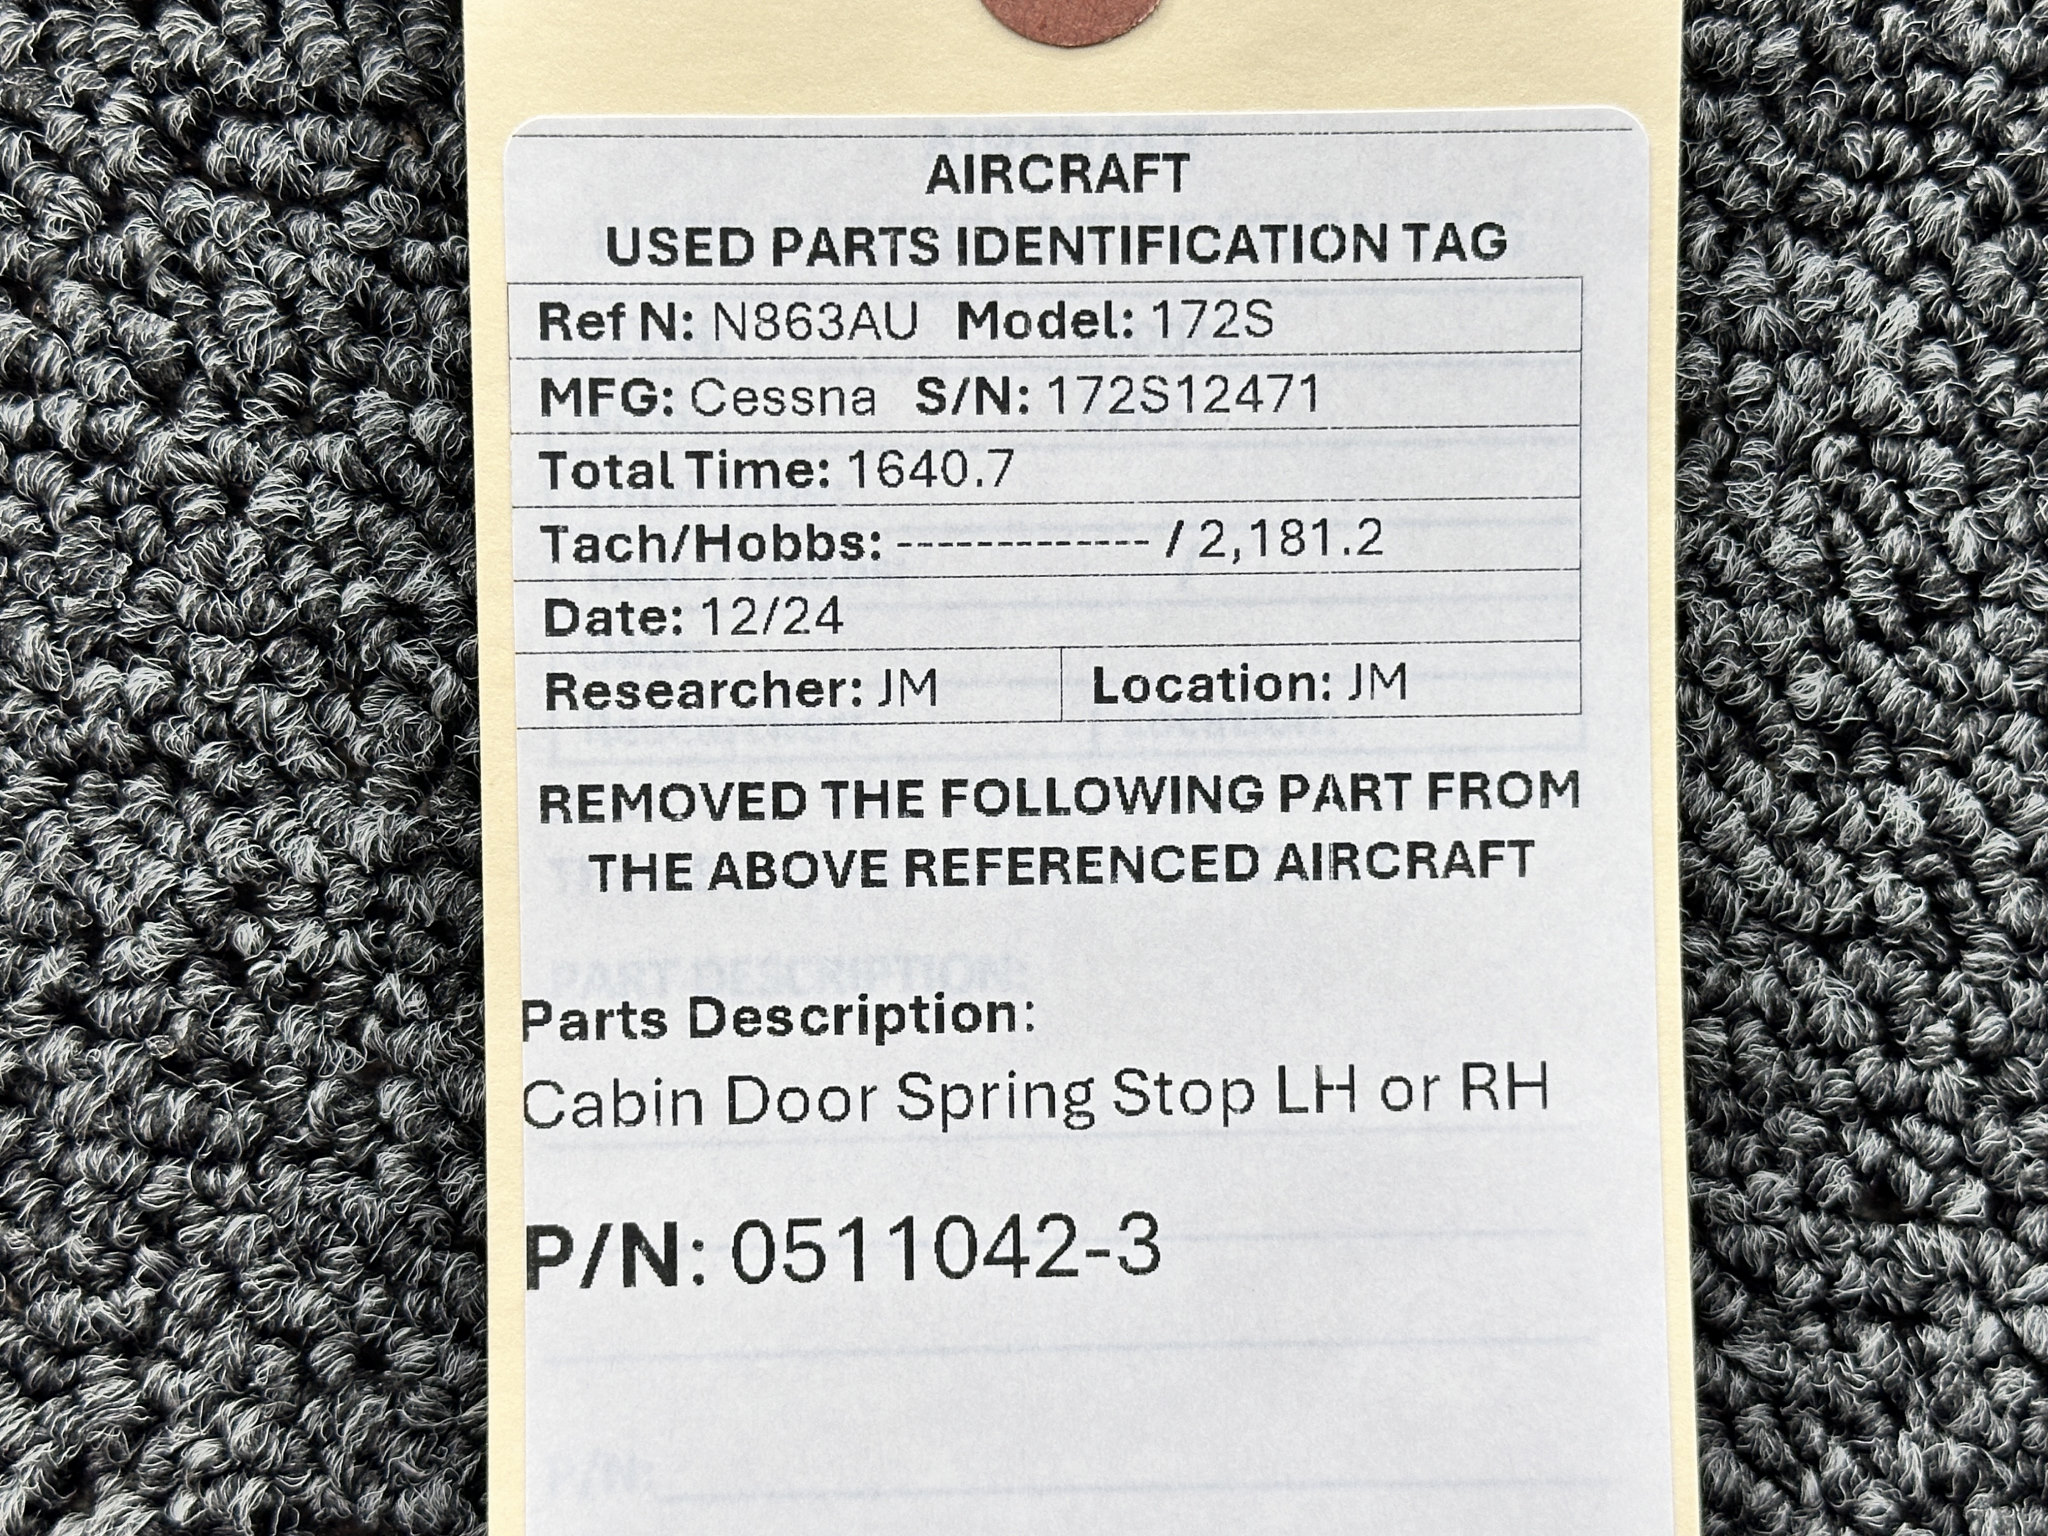 AIRCRAFT
USED PARTS IDENTIFICATION TAG
Ref N: N863AU Model: 172S
MFG: Cessna S/N: 172S12471
Total Time: 1640.7
Tach/Hobbs: ------------- / 2,181.2
Date: 12/24
Researcher: JM Location: JM
REMOVED THE FOLLOWING PART FROM
THE ABOVE REFERENCED AIRCRAFT
PART DESCRIPTION:
Parts Description:
Cabin Door Spring Stop LH or RH
P/N: 0511042-3
P/N: